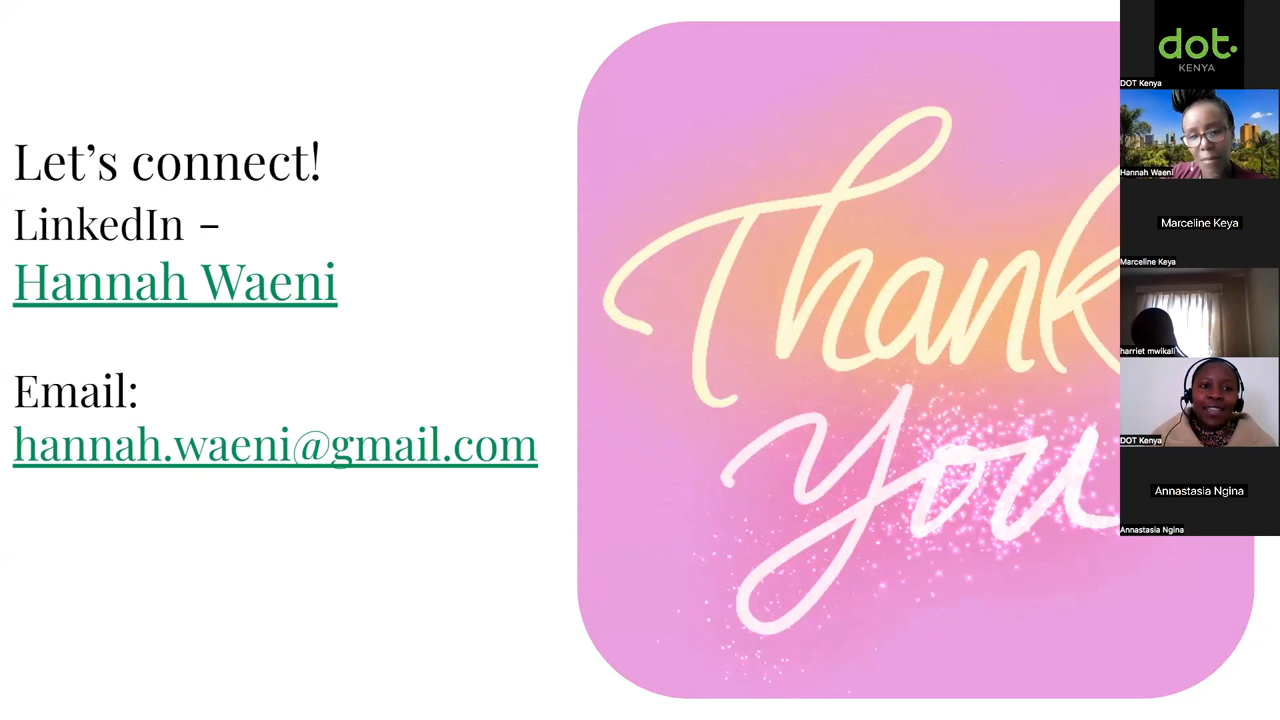 Let’s connect!
LinkedIn –
Hannah Waeni
Email:
hannah.waeni@gmail.com
Thank
You
dot.
KENYA
DOT Kenya
Hannah Waeni
Marceline Keya
Marceline Keya
harriet mwikali
DOT Kenya
Annastasia Ngina
Annastasia Ngina